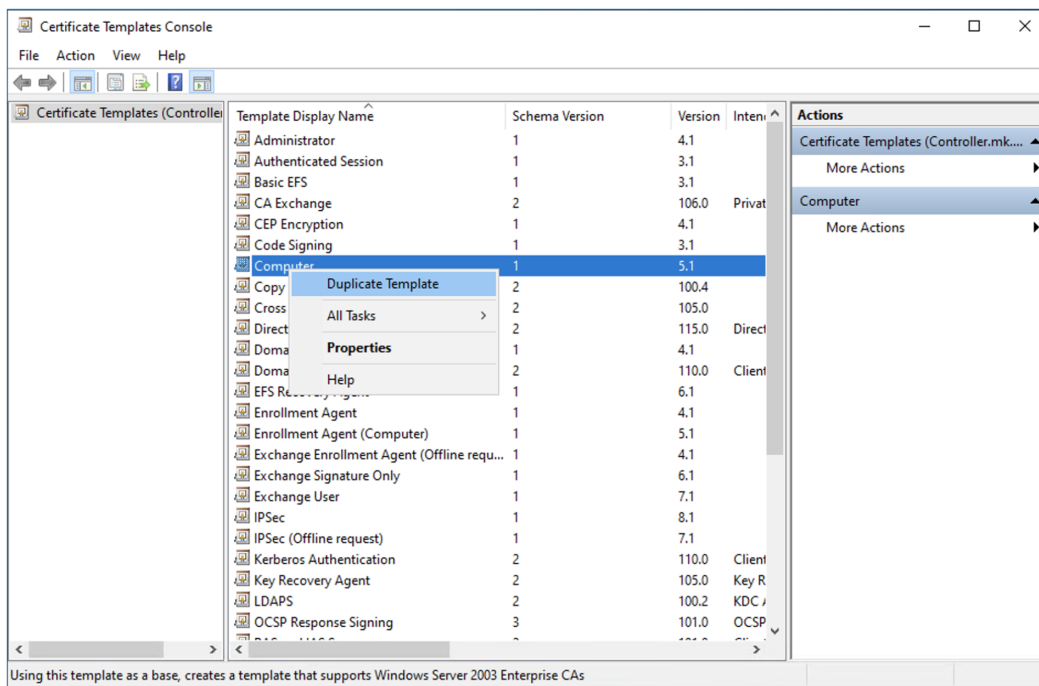 Certificate Templates Console
File Action View Help
Certificate Templates (Controller
Template Display Name Schema Version Version Inten
Administrator 1 4.1
Authenticated Session 1 3.1
Basic EFS 1 3.1
CA Exchange 2 106.0 Privat
CEP Encryption 1 4.1
Code Signing 1 3.1
Computer 1 5.1
Copy 2 100.4
Cross 2 105.0
Direct 2 115.0 Direct
Doma 1 4.1
Doma 2 110.0 Client
EFS Recovery Agent 1 6.1
Enrollment Agent 1 4.1
Enrollment Agent (Computer) 1 5.1
Exchange Enrollment Agent (Offline requ... 1 4.1
Exchange Signature Only 1 6.1
Exchange User 1 7.1
IPSec 1 8.1
IPSec (Offline request) 1 7.1
Kerberos Authentication 2 110.0 Client
Key Recovery Agent 2 105.0 Key R
LDAPS 2 100.2 KDC
OCSP Response Signing 3 101.0 OCSP
Duplicate Template
All Tasks
Properties
Help
Actions
Certificate Templates (Controller.mk....
More Actions
Computer
More Actions
Using this template as a base, creates a template that supports Windows Server 2003 Enterprise CAs